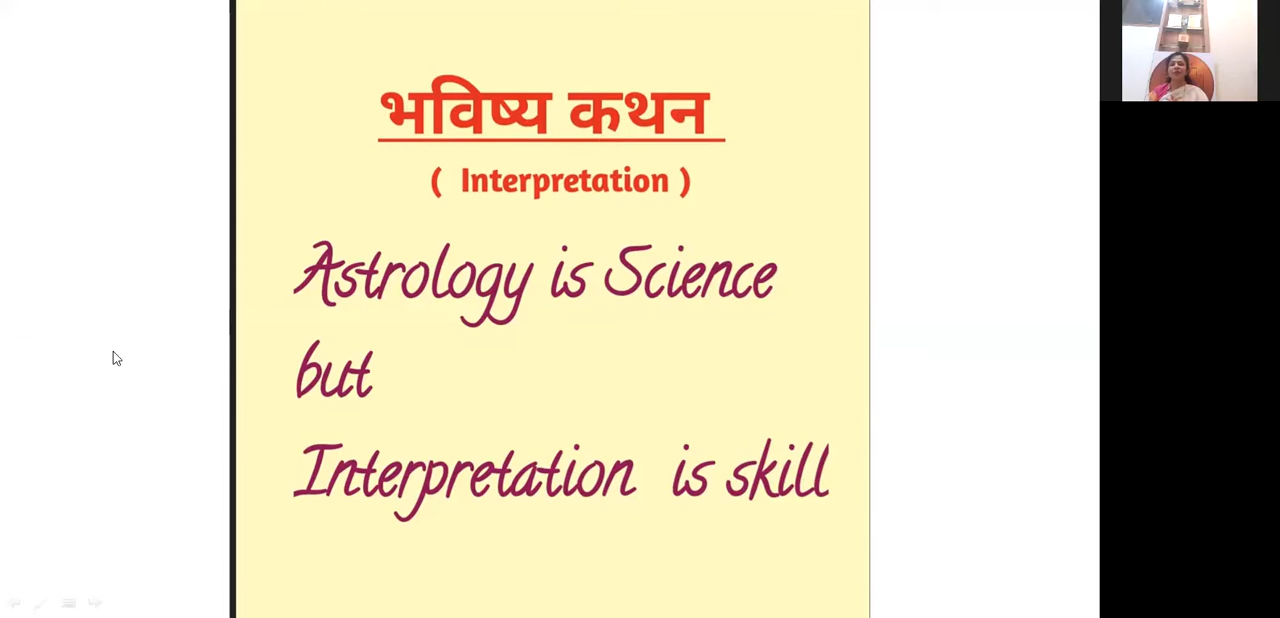 भविष्य कथन
( Interpretation )
Astrology is Science
but
Interpretation is skill